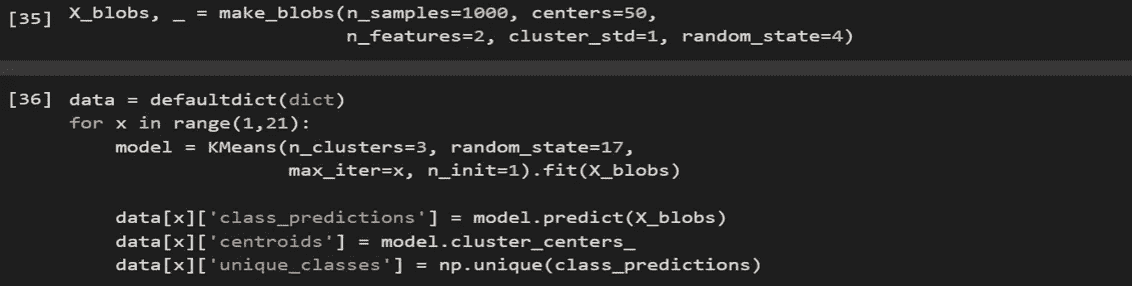 [35] X_blobs, _ = make_blobs(n_samples=1000, centers=50,
n_features=2, cluster_std=1, random_state=4)
[36] data = defaultdict(dict)
for x in range(1,21):
model = KMeans(n_clusters=3, random_state=17,
max_iter=x, n_init=1).fit(X_blobs)
data[x]['class_predictions'] = model.predict(X_blobs)
data[x]['centroids'] = model.cluster_centers_
data[x]['unique_classes'] = np.unique(class_predictions)